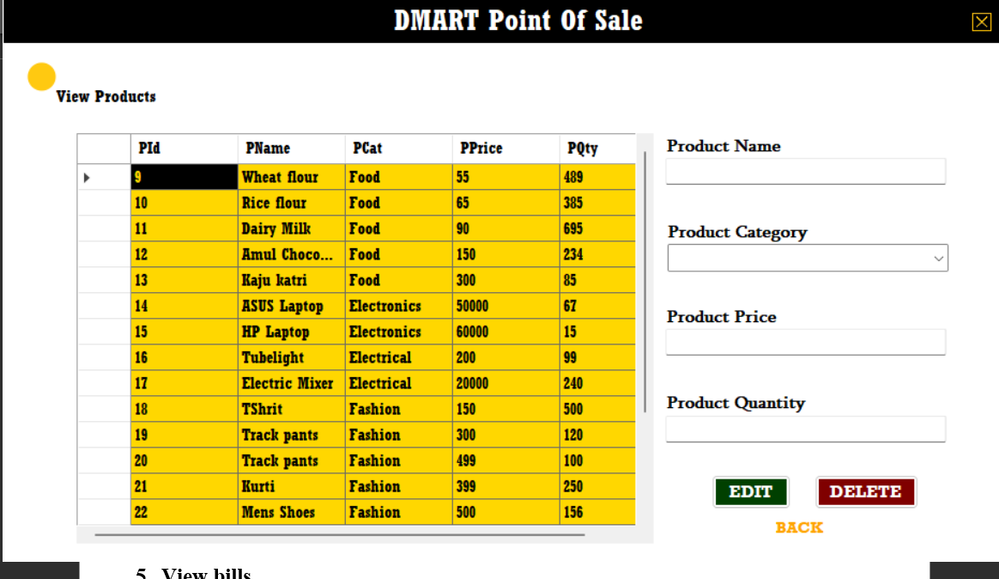 DMART Point Of Sale
View Products
PId PName PCat PPrice PQty
9 Wheat flour Food 55 489
10 Rice flour Food 65 385
11 Dairy Milk Food 90 695
12 Amul Choco... Food 150 234
13 Kaju katri Food 300 85
14 ASUS Laptop Electronics 50000 67
15 HP Laptop Electronics 60000 15
16 Tubelight Electrical 200 99
17 Electric Mixer Electrical 20000 240
18 TShrit Fashion 150 500
19 Track pants Fashion 300 120
20 Track pants Fashion 499 100
21 Kurti Fashion 399 250
22 Mens Shoes Fashion 500 156
Product Name
Product Category
Product Price
Product Quantity
EDIT DELETE
BACK
5. View bills